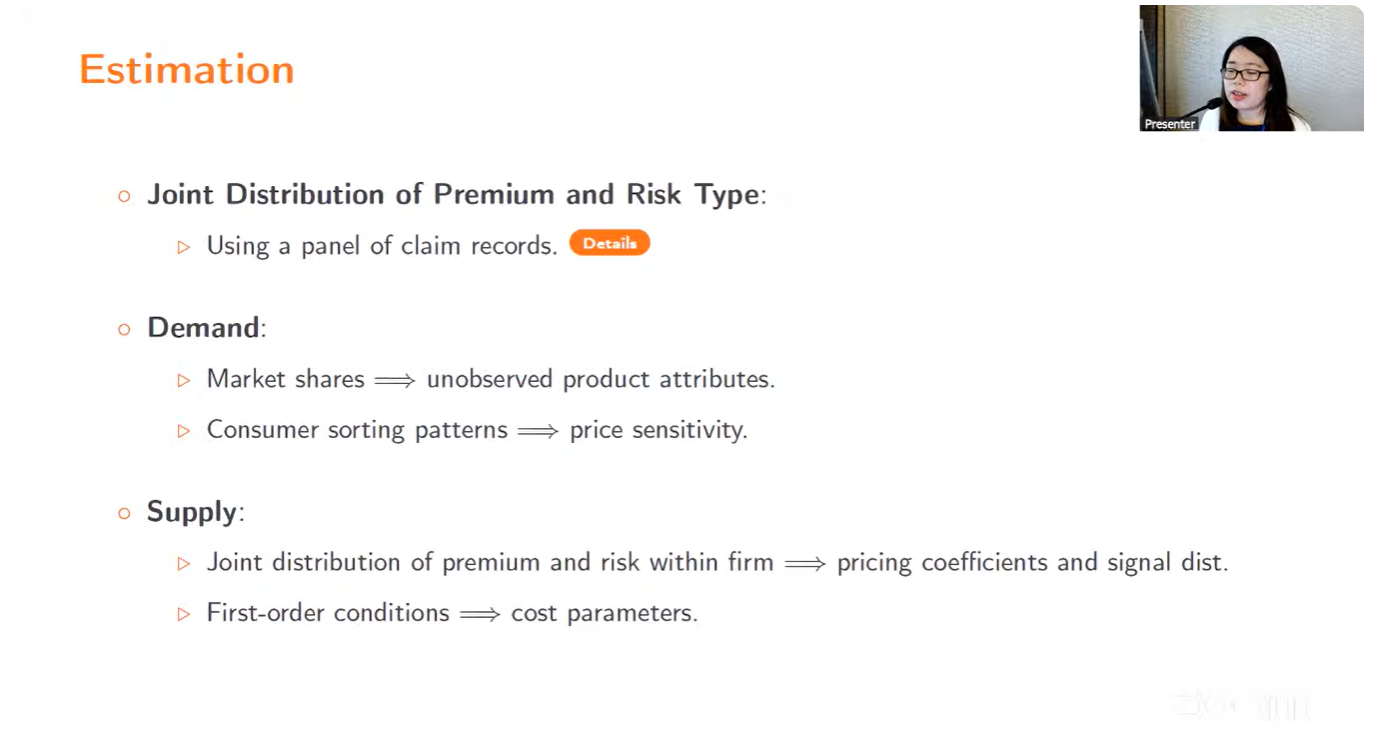 Estimation
Presenter
○ Joint Distribution of Premium and Risk Type:
▷ Using a panel of claim records. Details
○ Demand:
▷ Market shares ⟹ unobserved product attributes.
▷ Consumer sorting patterns ⟹ price sensitivity.
○ Supply:
▷ Joint distribution of premium and risk within firm ⟹ pricing coefficients and signal dist.
▷ First-order conditions ⟹ cost parameters.